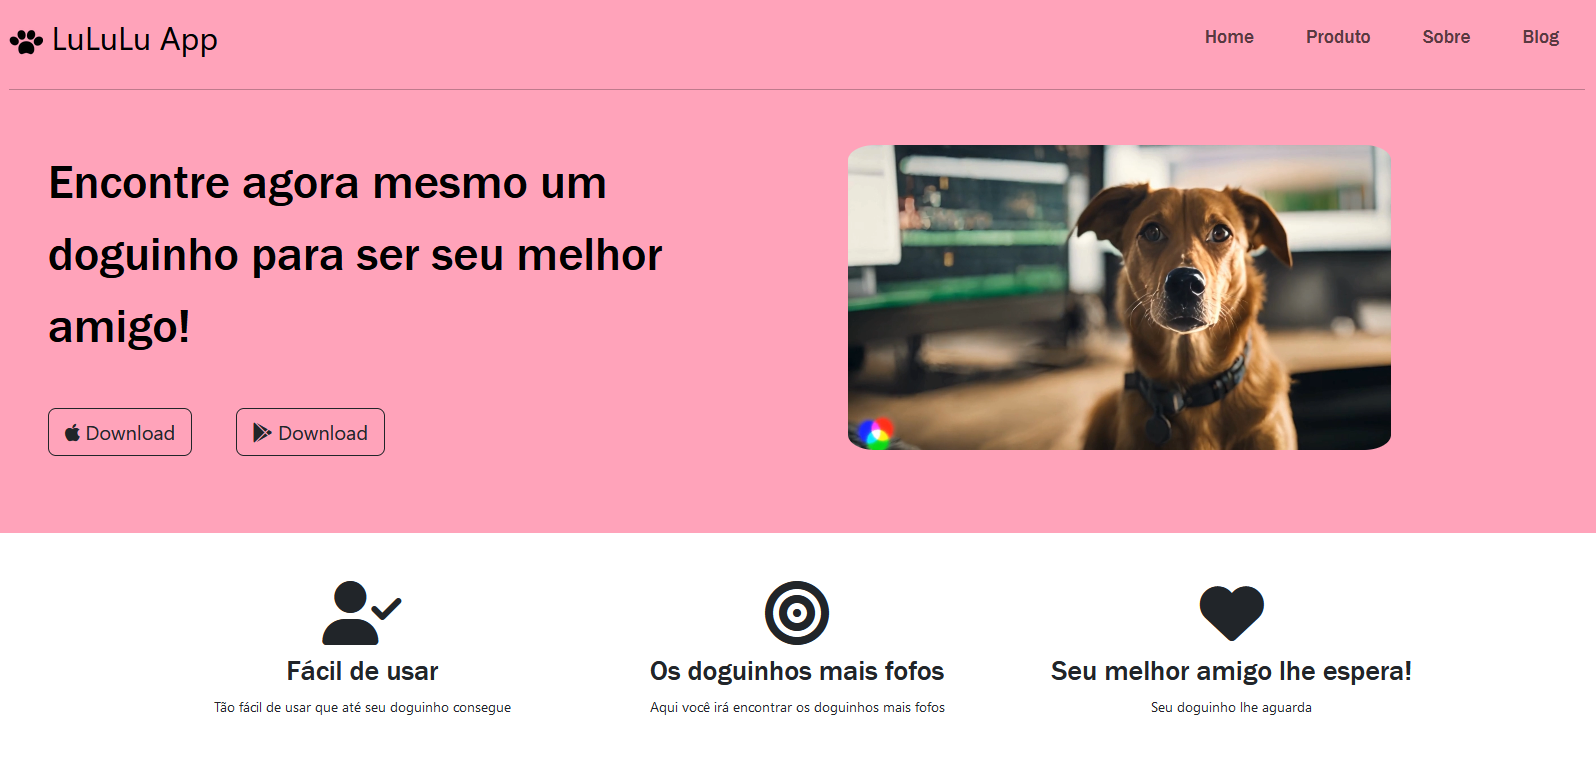 LuLuLu App
Home
Produto
Sobre
Blog
Encontre agora mesmo um
doguinho para ser seu melhor
amigo!
Download
Download
Fácil de usar
Tão fácil de usar que até seu doguinho consegue
Os doguinhos mais fofos
Aqui você irá encontrar os doguinhos mais fofos
Seu melhor amigo lhe espera!
Seu doguinho lhe aguarda